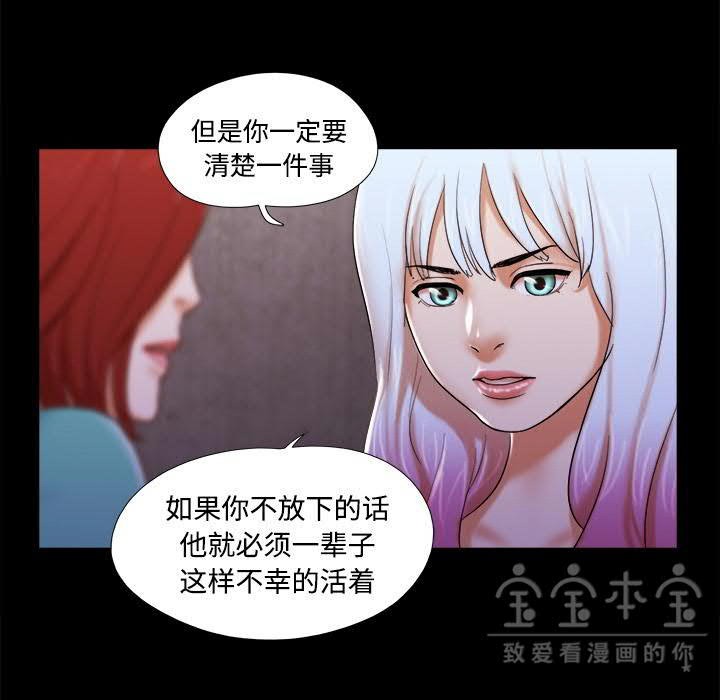 但是你一定要
清楚一件事
如果你不放下的话
他就必须一辈子
这样不幸的活着
宝宝本宝
致爱看漫画的你